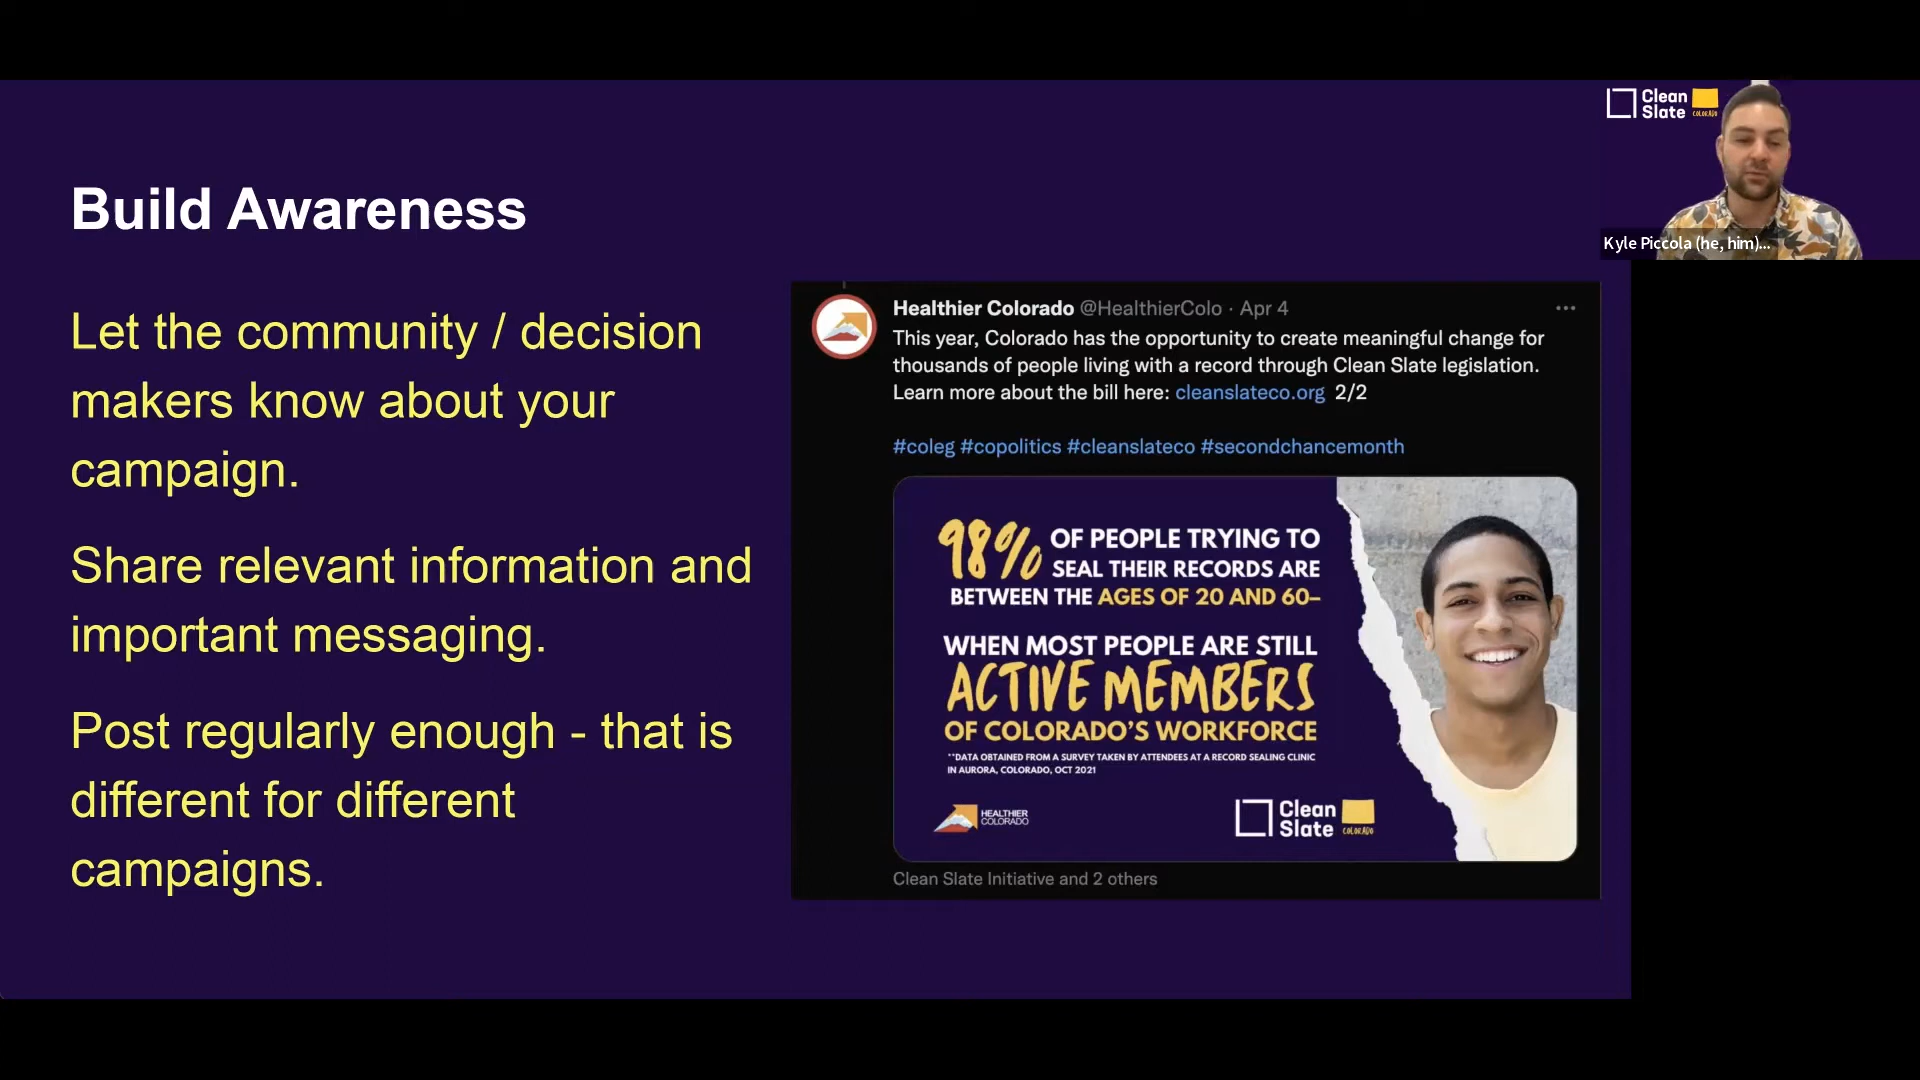 Clean
Slate
COLORADO
Kyle Piccola (he, him)...
Build Awareness
Let the community / decision
makers know about your
campaign.
Share relevant information and
important messaging.
Post regularly enough - that is
different for different
campaigns.
Healthier Colorado @HealthierColo · Apr 4
This year, Colorado has the opportunity to create meaningful change for
thousands of people living with a record through Clean Slate legislation.
Learn more about the bill here: cleanslateco.org 2/2
#coleg #copolitics #cleanslateco #secondchancemonth
98% OF PEOPLE TRYING TO
SEAL THEIR RECORDS ARE
BETWEEN THE AGES OF 20 AND 60–
WHEN MOST PEOPLE ARE STILL
ACTIVE MEMBERS
OF COLORADO'S WORKFORCE
**DATA OBTAINED FROM A SURVEY TAKEN BY ATTENDEES AT A RECORD SEALING CLINIC
IN AURORA, COLORADO, OCT 2021
HEALTHIER
COLORADO
Clean
Slate
COLORADO
Clean Slate Initiative and 2 others